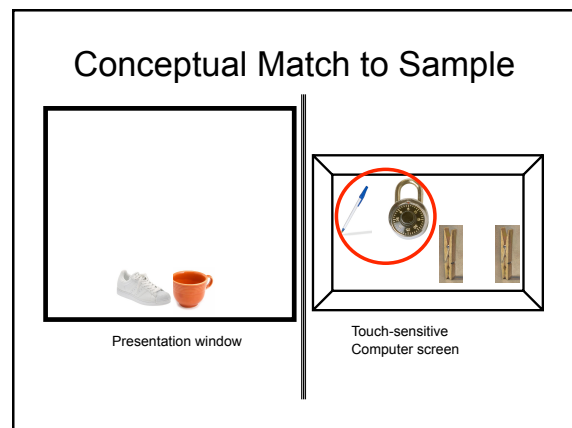 Conceptual Match to Sample
Presentation window
Touch-sensitive
Computer screen